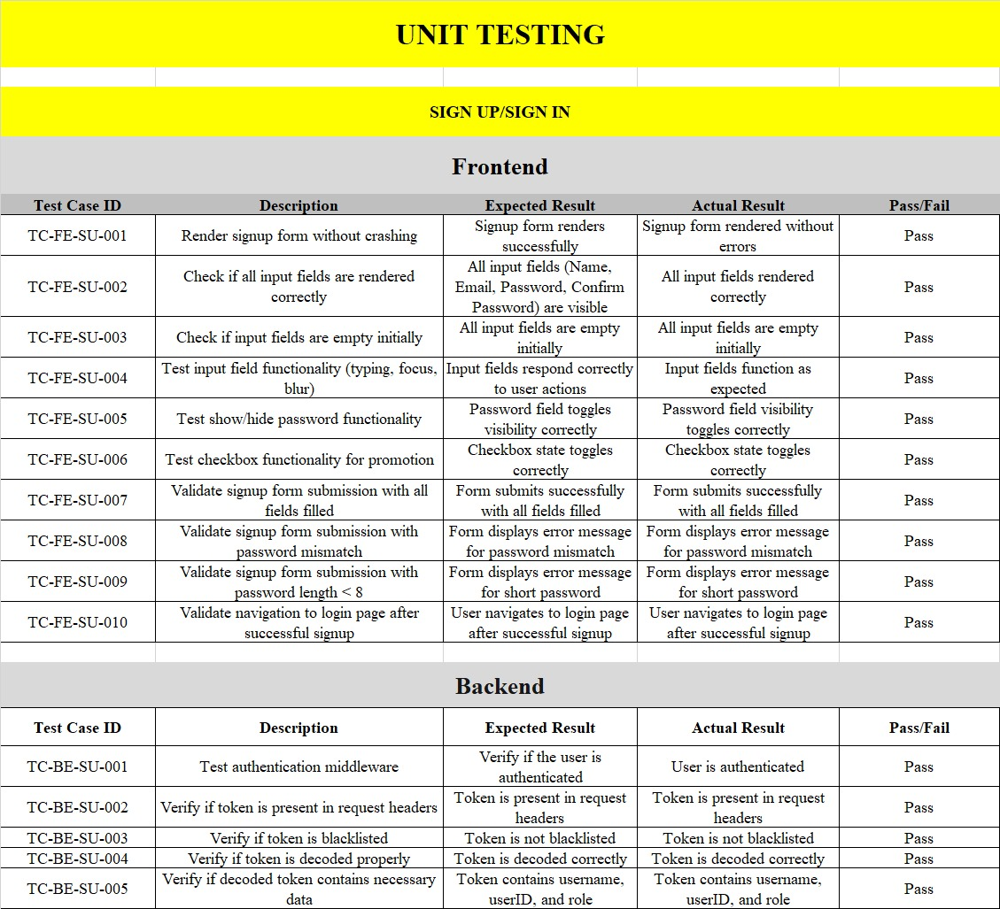 UNIT TESTING
SIGN UP/SIGN IN
Frontend
Test Case ID Description Expected Result Actual Result Pass/Fail
TC-FE-SU-001
Render signup form without crashing
Signup form renders
successfully
Signup form rendered without
errors
Pass
TC-FE-SU-002
Check if all input fields are rendered
correctly
All input fields (Name,
Email, Password, Confirm
Password) are visible
All input fields rendered
correctly
Pass
TC-FE-SU-003
Check if input fields are empty initially
All input fields are empty
initially
All input fields are empty
initially
Pass
TC-FE-SU-004
Test input field functionality (typing, focus,
blur)
Input fields respond correctly
to user actions
Input fields function as
expected
Pass
TC-FE-SU-005
Test show/hide password functionality
Password field toggles
visibility correctly
Password field visibility
toggles correctly
Pass
TC-FE-SU-006
Test checkbox functionality for promotion
Checkbox state toggles
correctly
Checkbox state toggles
correctly
Pass
TC-FE-SU-007
Validate signup form submission with all
fields filled
Form submits successfully
with all fields filled
Form submits successfully
with all fields filled
Pass
TC-FE-SU-008
Validate signup form submission with
password mismatch
Form displays error message
for password mismatch
Form displays error message
for password mismatch
Pass
TC-FE-SU-009
Validate signup form submission with
password length < 8
Form displays error message
for short password
Form displays error message
for short password
Pass
TC-FE-SU-010
Validate navigation to login page after
successful signup
User navigates to login page
after successful signup
User navigates to login page
after successful signup
Pass
Backend
Test Case ID Description Expected Result Actual Result Pass/Fail
TC-BE-SU-001
Test authentication middleware
Verify if the user is
authenticated
User is authenticated
Pass
TC-BE-SU-002
Verify if token is present in request headers
Token is present in request
headers
Token is present in request
headers
Pass
TC-BE-SU-003
Verify if token is blacklisted
Token is not blacklisted
Token is not blacklisted
Pass
TC-BE-SU-004
Verify if token is decoded properly
Token is decoded correctly
Token is decoded correctly
Pass
TC-BE-SU-005
Verify if decoded token contains necessary
data
Token contains username,
userID, and role
Token contains username,
userID, and role
Pass